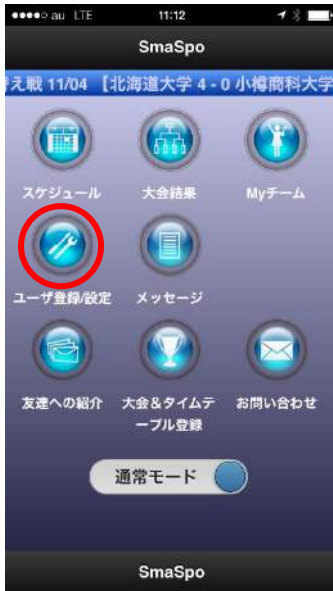 au LTE 11:12
SmaSpo
え戦 11/04 【北海道大学 4 - 0 小樽商科大学
スケジュール 大会結果 Myチーム
ユーザ登録/設定 メッセージ
友達への紹介 大会&タイムテ お問い合わせ
ーブル登録
通常モード
SmaSpo